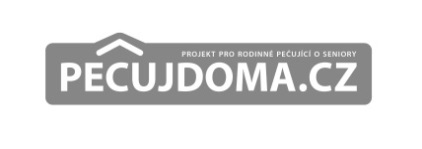 PROJEKT PRO RODINNÉ PEČUJÍCÍ O SENIORY
PECUJDOMA.CZ